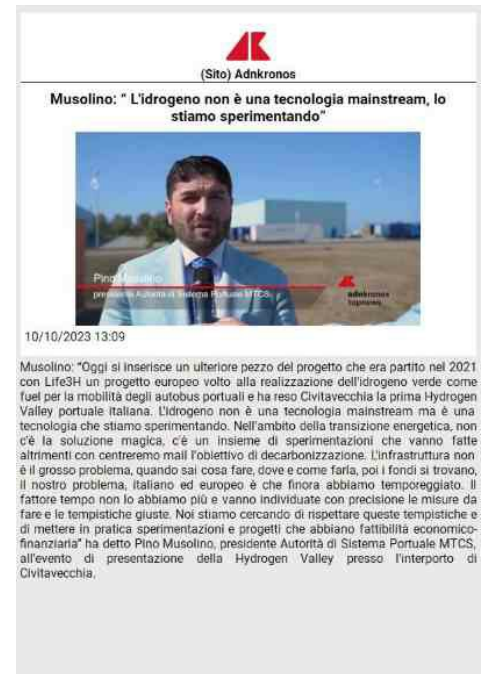 (Sito) Adnkronos
Musolino: “ L'idrogeno non è una tecnologia mainstream, lo
stiamo sperimentando”
Pino Musolino
presidente Autorità di Sistema Portuale MTCS
adnkronos
topnews
10/10/2023 13:09
Musolino: “Oggi si inserisce un ulteriore pezzo del progetto che era partito nel 2021
con Life3H un progetto europeo volto alla realizzazione dell'idrogeno verde come
fuel per la mobilità degli autobus portuali e ha reso Civitavecchia la prima Hydrogen
Valley portuale italiana. L'idrogeno non è una tecnologia mainstream ma è una
tecnologia che stiamo sperimentando. Nell'ambito della transizione energetica, non
c'è la soluzione magica, c'è un insieme di sperimentazioni che vanno fatte
altrimenti con centreremo mail l'obiettivo di decarbonizzazione. L'infrastruttura non
è il grosso problema, quando sai cosa fare, dove e come farla, poi i fondi si trovano,
il nostro problema, italiano ed europeo è che finora abbiamo temporeggiato. Il
fattore tempo non lo abbiamo più e vanno individuate con precisione le misure da
fare e le tempistiche giuste. Noi stiamo cercando di rispettare queste tempistiche e
di mettere in pratica sperimentazioni e progetti che abbiano fattibilità economico-
finanziaria” ha detto Pino Musolino, presidente Autorità di Sistema Portuale MTCS,
all'evento di presentazione della Hydrogen Valley presso l'interporto di
Civitavecchia.